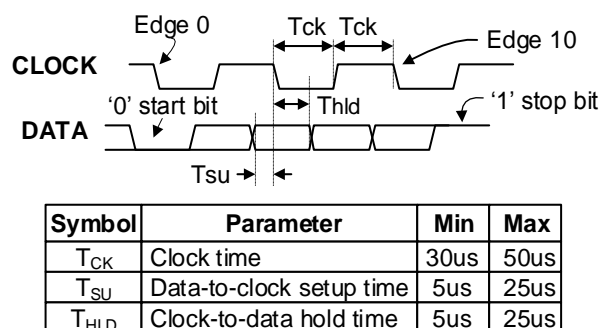 Edge 0
Tck Tck
Edge 10
CLOCK
'0' start bit
Thld
'1' stop bit
DATA
Tsu
Symbol Parameter Min Max
TCK Clock time 30us 50us
TSU Data-to-clock setup time 5us 25us
THLD Clock-to-data hold time 5us 25us